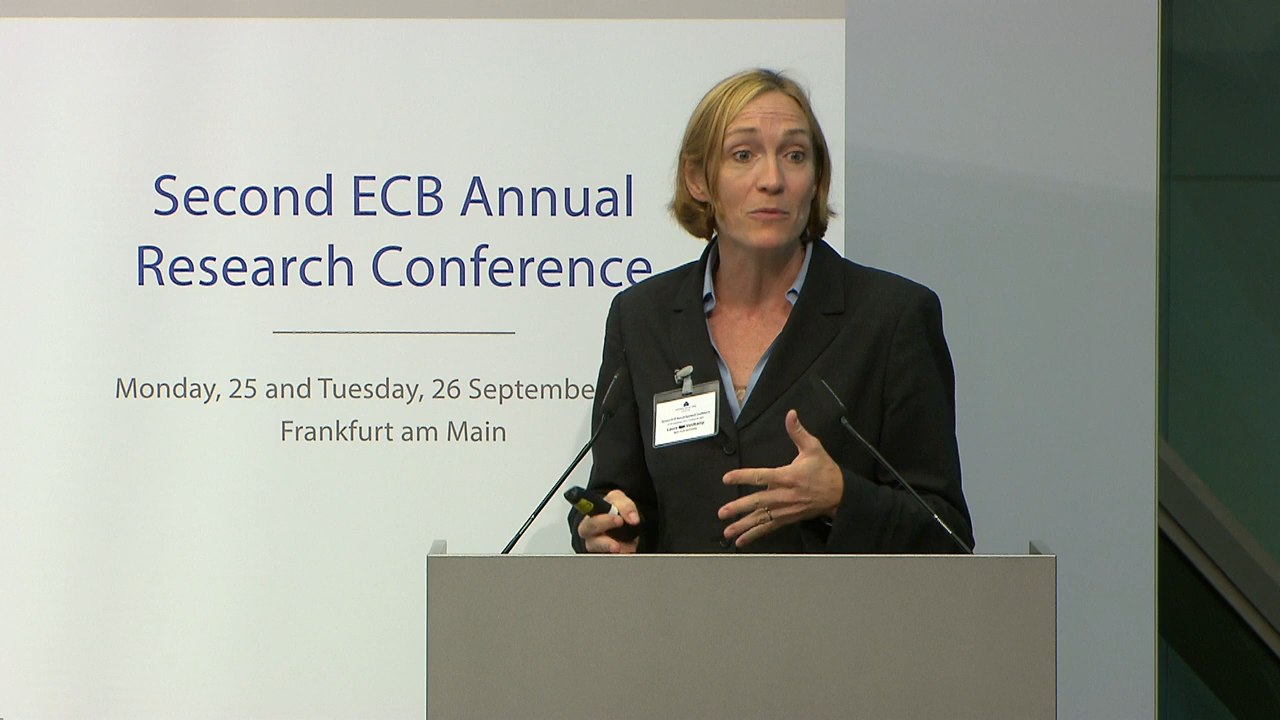 Second ECB Annual
Research Conference
Monday, 25 and Tuesday, 26 Septembe
Frankfurt am Main